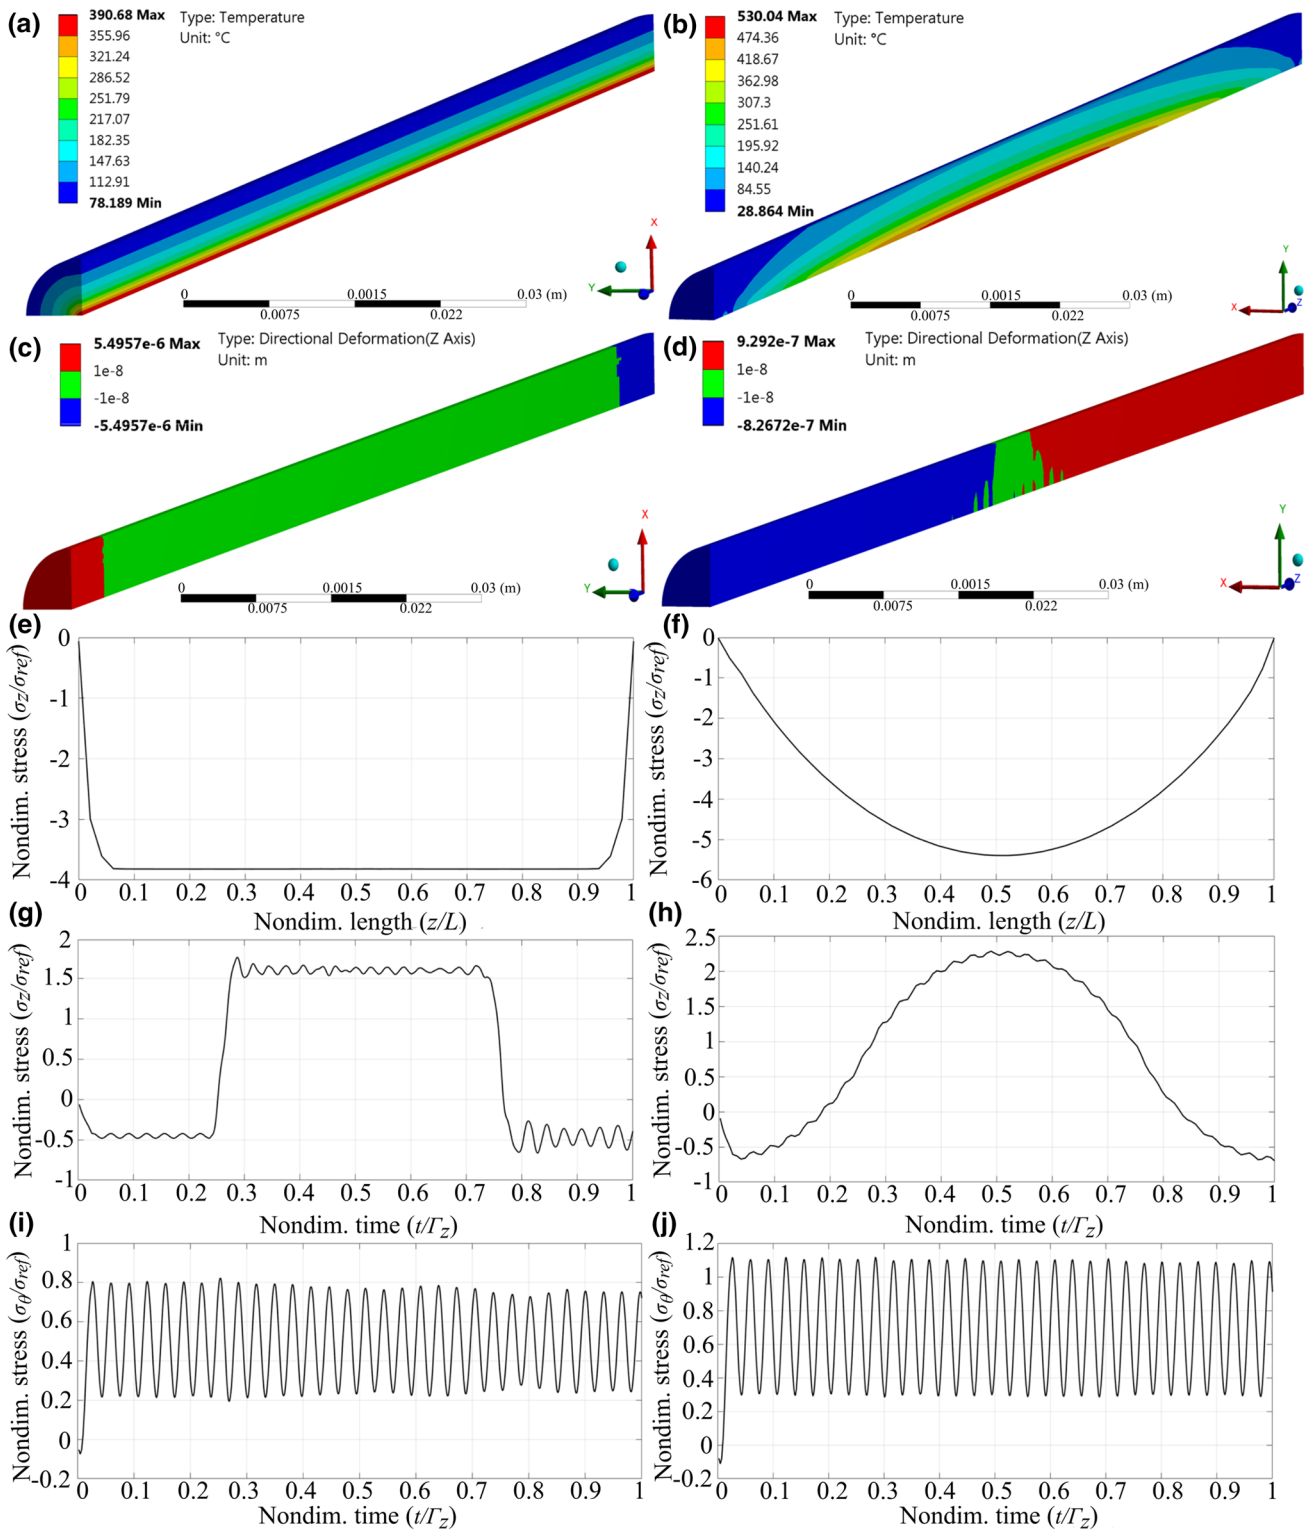 (a)
390.68 Max
355.96
321.24
286.52
251.79
217.07
182.35
147.63
112.91
78.189 Min
Type: Temperature
Unit: °C
0 0.0015 0.03 (m)
0.0075 0.022
X
Y
(b)
530.04 Max
474.36
418.67
362.98
307.3
251.61
195.92
140.24
84.55
28.864 Min
Type: Temperature
Unit: °C
0 0.0015 0.03 (m)
0.0075 0.022
Y
X
Z
(c)
5.4957e-6 Max
1e-8
-1e-8
-5.4957e-6 Min
Type: Directional Deformation(Z Axis)
Unit: m
0 0.0015 0.03 (m)
0.0075 0.022
X
Y
(d)
9.292e-7 Max
1e-8
-1e-8
-8.2672e-7 Min
Type: Directional Deformation(Z Axis)
Unit: m
0 0.0015 0.03 (m)
0.0075 0.022
Y
X
Z
(e)
Nondim. stress (σz/σref)
0
-1
-2
-3
-4
0 0.1 0.2 0.3 0.4 0.5 0.6 0.7 0.8 0.9 1
Nondim. length (z/L)
(f)
Nondim. stress (σz/σref)
0
-1
-2
-3
-4
-5
-6
0 0.1 0.2 0.3 0.4 0.5 0.6 0.7 0.8 0.9 1
Nondim. length (z/L)
(g)
Nondim. stress (σz/σref)
2
1.5
1
0.5
0
-0.5
-1
0 0.1 0.2 0.3 0.4 0.5 0.6 0.7 0.8 0.9 1
Nondim. time (t/Γz)
(h)
Nondim. stress (σz/σref)
2.5
2
1.5
1
0.5
0
-0.5
-1
0 0.1 0.2 0.3 0.4 0.5 0.6 0.7 0.8 0.9 1
Nondim. time (t/Γz)
(i)
Nondim. stress (σθ/σref)
1
0.8
0.6
0.4
0.2
0
-0.2
0 0.1 0.2 0.3 0.4 0.5 0.6 0.7 0.8 0.9 1
Nondim. time (t/Γz)
(j)
Nondim. stress (σθ/σref)
1.2
1
0.8
0.6
0.4
0.2
0
-0.2
0 0.1 0.2 0.3 0.4 0.5 0.6 0.7 0.8 0.9 1
Nondim. time (t/Γz)